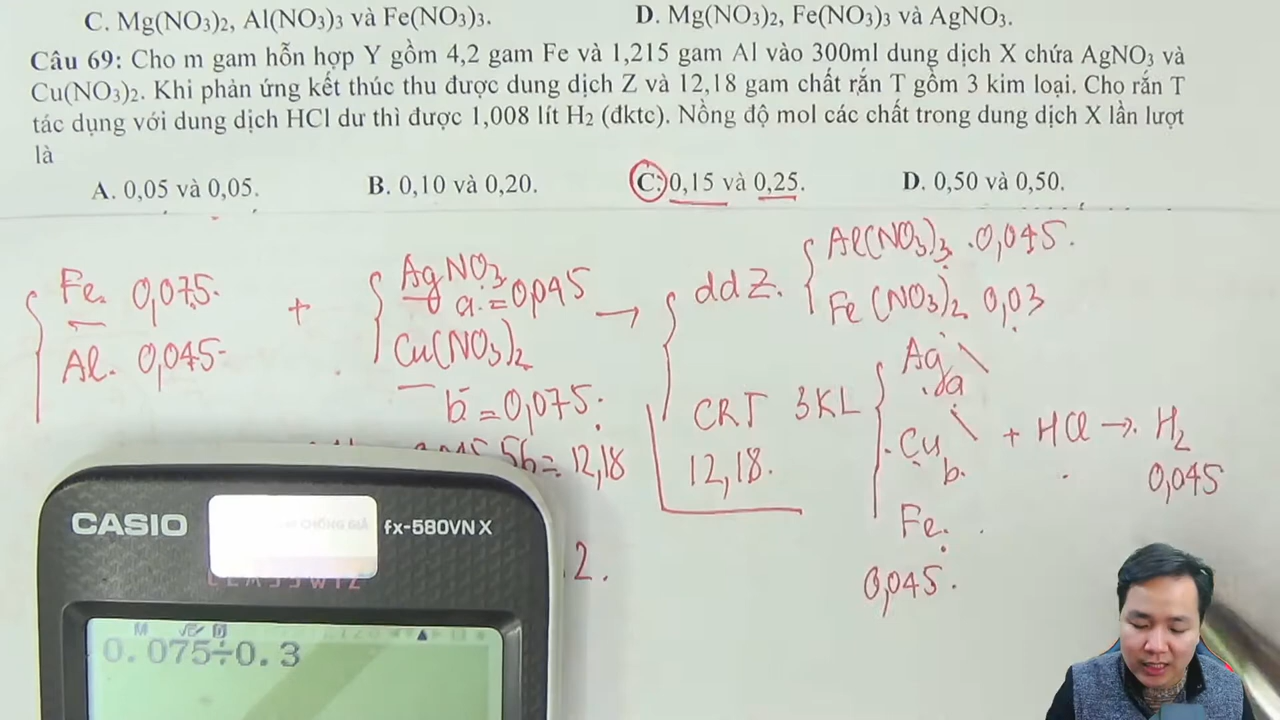 C. Mg(NO3)2, Al(NO3)3 và Fe(NO3)3. D. Mg(NO3)2, Fe(NO3)3 và AgNO3.
Câu 69: Cho m gam hỗn hợp Y gồm 4,2 gam Fe và 1,215 gam Al vào 300ml dung dịch X chứa AgNO3 và
Cu(NO3)2. Khi phản ứng kết thúc thu được dung dịch Z và 12,18 gam chất rắn T gồm 3 kim loại. Cho rắn T
tác dụng với dung dịch HCl dư thì được 1,008 lít H2 (đktc). Nồng độ mol các chất trong dung dịch X lần lượt
là
A. 0,05 và 0,05. B. 0,10 và 0,20. C. 0,15 và 0,25. D. 0,50 và 0,50.
Fe. 0,075.
Al. 0,045
+
AgNO3
a = 0,045
Cu(NO3)2
b = 0,075.
→
ddZ. Al(NO3)3 . 0,045.
Fe(NO3)2 0,03
CRT 3KL
12,18.
Ag
a
Cu
b.
Fe.
0,045.
+ HCl → H2
0,045
56 = 12,18
2.
CASIO fx-580VN X
CLASSWIZ
0.075÷0.3